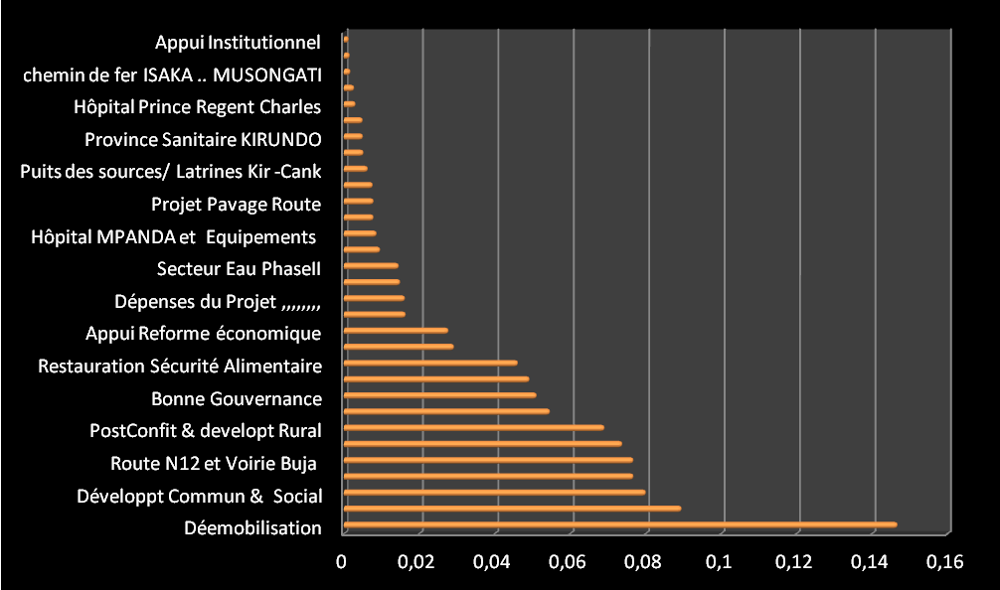 Appui Institutionnel
chemin de fer ISAKA .. MUSONGATI
Hôpital Prince Regent Charles
Province Sanitaire KIRUNDO
Puits des sources/ Latrines Kir -Cank
Projet Pavage Route
Hôpital MPANDA et Equipements
Secteur Eau PhaseII
Dépenses du Projet ,,,,,,,,
Appui Reforme économique
Restauration Sécurité Alimentaire
Bonne Gouvernance
PostConfit & developt Rural
Route N12 et Voirie Buja
Développt Commun & Social
Déemobilisation
0 0,02 0,04 0,06 0,08 0,1 0,12 0,14 0,16